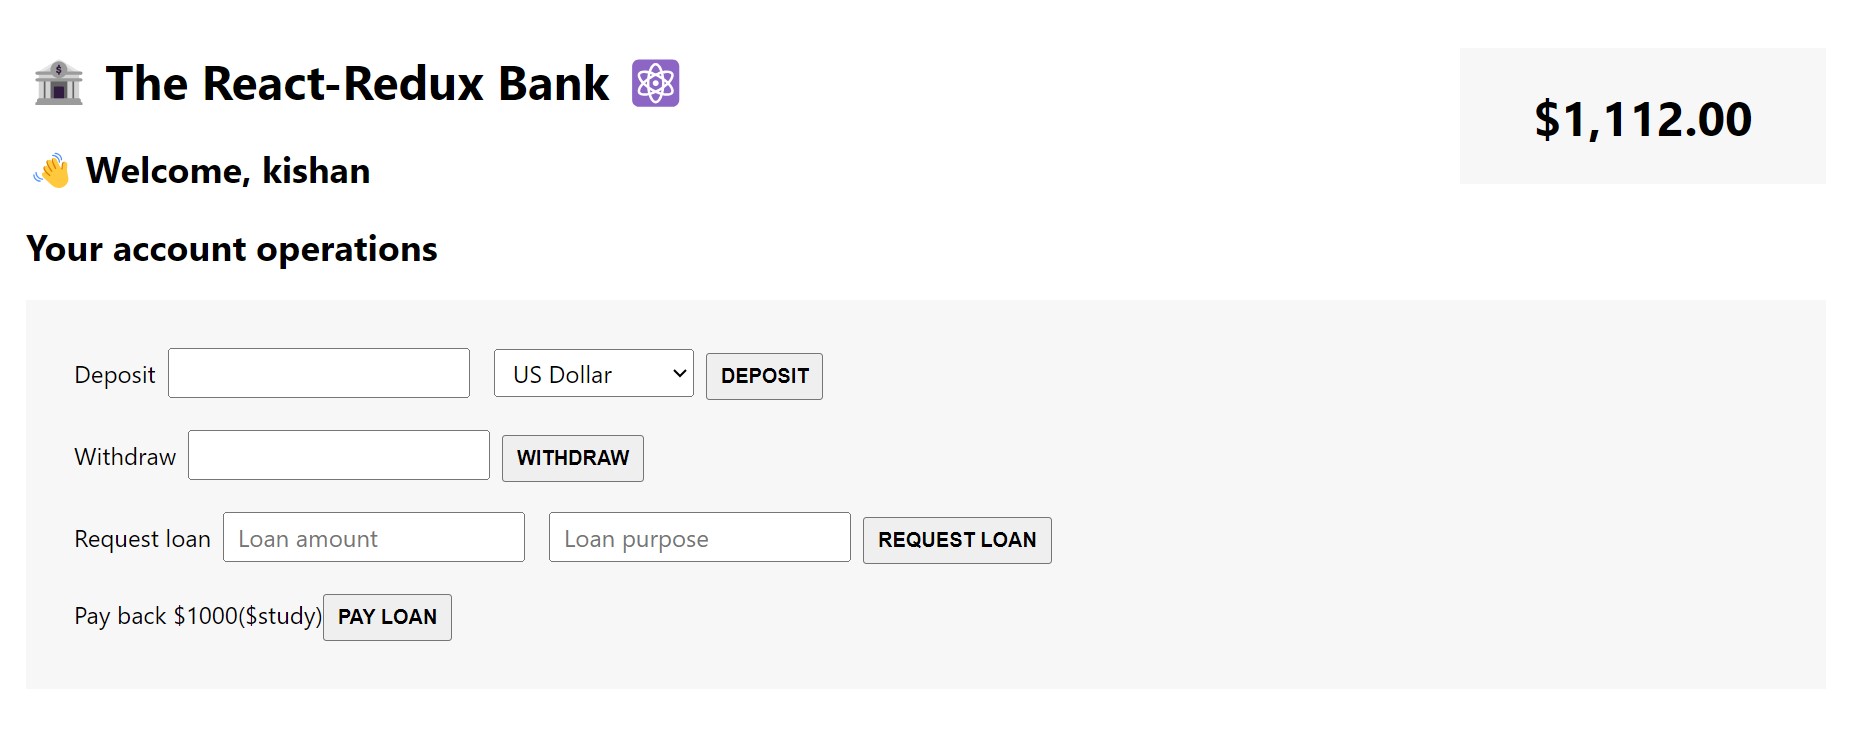 The React-Redux Bank
$1,112.00
Welcome, kishan
Your account operations
Deposit US Dollar DEPOSIT
Withdraw WITHDRAW
Request loan Loan amount Loan purpose REQUEST LOAN
Pay back $1000($study) PAY LOAN